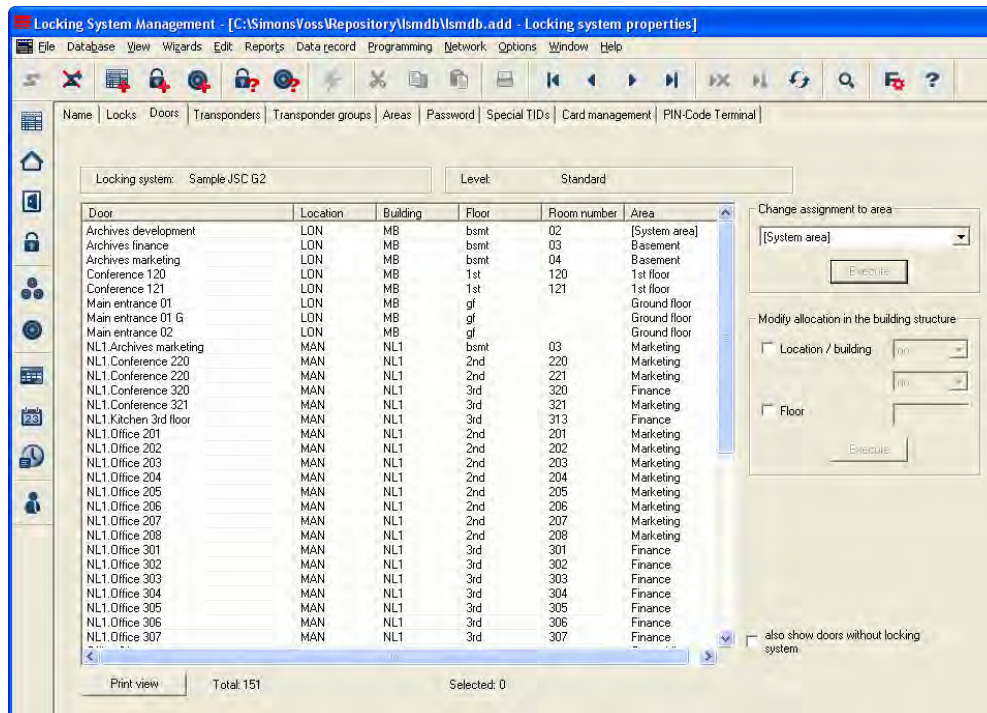 Locking System Management - [C:\SimonsVoss\Repository\lsmdb\lsmdb.add - Locking system properties]
File Database View Wizards Edit Reports Data record Programming Network Options Window Help
Name Locks Doors Transponders Transponder groups Areas Password Special TIDs Card management PIN-Code Terminal
Locking system: Sample JSC G2 Level: Standard
Door Location Building Floor Room number Area
Archives development LON MB bsmt 02 [System area]
Archives finance LON MB bsmt 03 Basement
Archives marketing LON MB bsmt 04 Basement
Conference 120 LON MB 1st 120 1st floor
Conference 121 LON MB 1st 121 1st floor
Main entrance 01 LON MB gf Ground floor
Main entrance 01 G LON MB gf Ground floor
Main entrance 02 LON MB gf Ground floor
NL1.Archives marketing MAN NL1 bsmt 03 Marketing
NL1.Conference 220 MAN NL1 2nd 220 Marketing
NL1.Conference 220 MAN NL1 2nd 221 Marketing
NL1.Conference 320 MAN NL1 3rd 320 Finance
NL1.Conference 321 MAN NL1 3rd 321 Marketing
NL1.Kitchen 3rd floor MAN NL1 3rd 313 Finance
NL1.Office 201 MAN NL1 2nd 201 Marketing
NL1.Office 202 MAN NL1 2nd 202 Marketing
NL1.Office 203 MAN NL1 2nd 203 Marketing
NL1.Office 204 MAN NL1 2nd 204 Marketing
NL1.Office 205 MAN NL1 2nd 205 Marketing
NL1.Office 206 MAN NL1 2nd 206 Marketing
NL1.Office 207 MAN NL1 2nd 207 Marketing
NL1.Office 208 MAN NL1 2nd 208 Marketing
NL1.Office 301 MAN NL1 3rd 301 Finance
NL1.Office 302 MAN NL1 3rd 302 Finance
NL1.Office 303 MAN NL1 3rd 303 Finance
NL1.Office 304 MAN NL1 3rd 304 Finance
NL1.Office 305 MAN NL1 3rd 305 Finance
NL1.Office 306 MAN NL1 3rd 306 Finance
NL1.Office 307 MAN NL1 3rd 307 Finance
Change assignment to area
[System area]
Execute
Modify allocation in the building structure
Location / building no
no
Floor
Execute
also show doors without locking
system
Print view Total: 151 Selected: 0
23